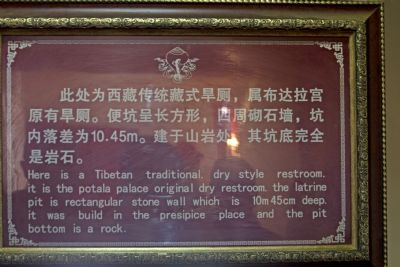 此处为西藏传统藏式旱厕，属布达拉宫
原有旱厕。便坑呈长方形，四周砌石墙，坑
内落差为10.45m。建于山岩处，其坑底完全
是岩石。
Here is a Tibetan traditional. dry style restroom.
it is the potala palace original dry restroom. the latrine
pit is rectangular stone wall which is 10m45cm deep.
it was build in the presipice place and the pit
bottom is a rock.